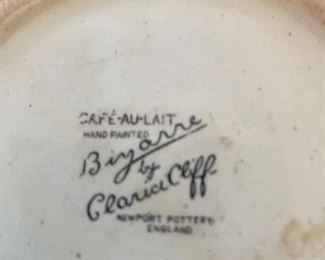 CAFÉ-AU-LAIT
HAND PAINTED
Bizarre
by
Clarice Cliff
NEWPORT POTTERY
ENGLAND